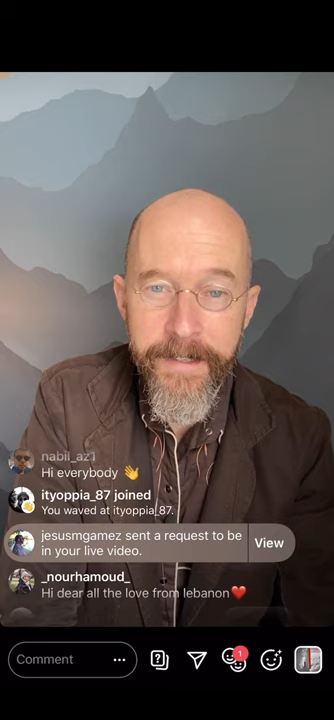 nabil_az1
Hi everybody 👋
ityoppia_87 joined
You waved at ityoppia_87.
jesusmgamez sent a request to be
in your live video.
View
_nourhamoud_
Hi dear all the love from lebanon❤️
Comment
1